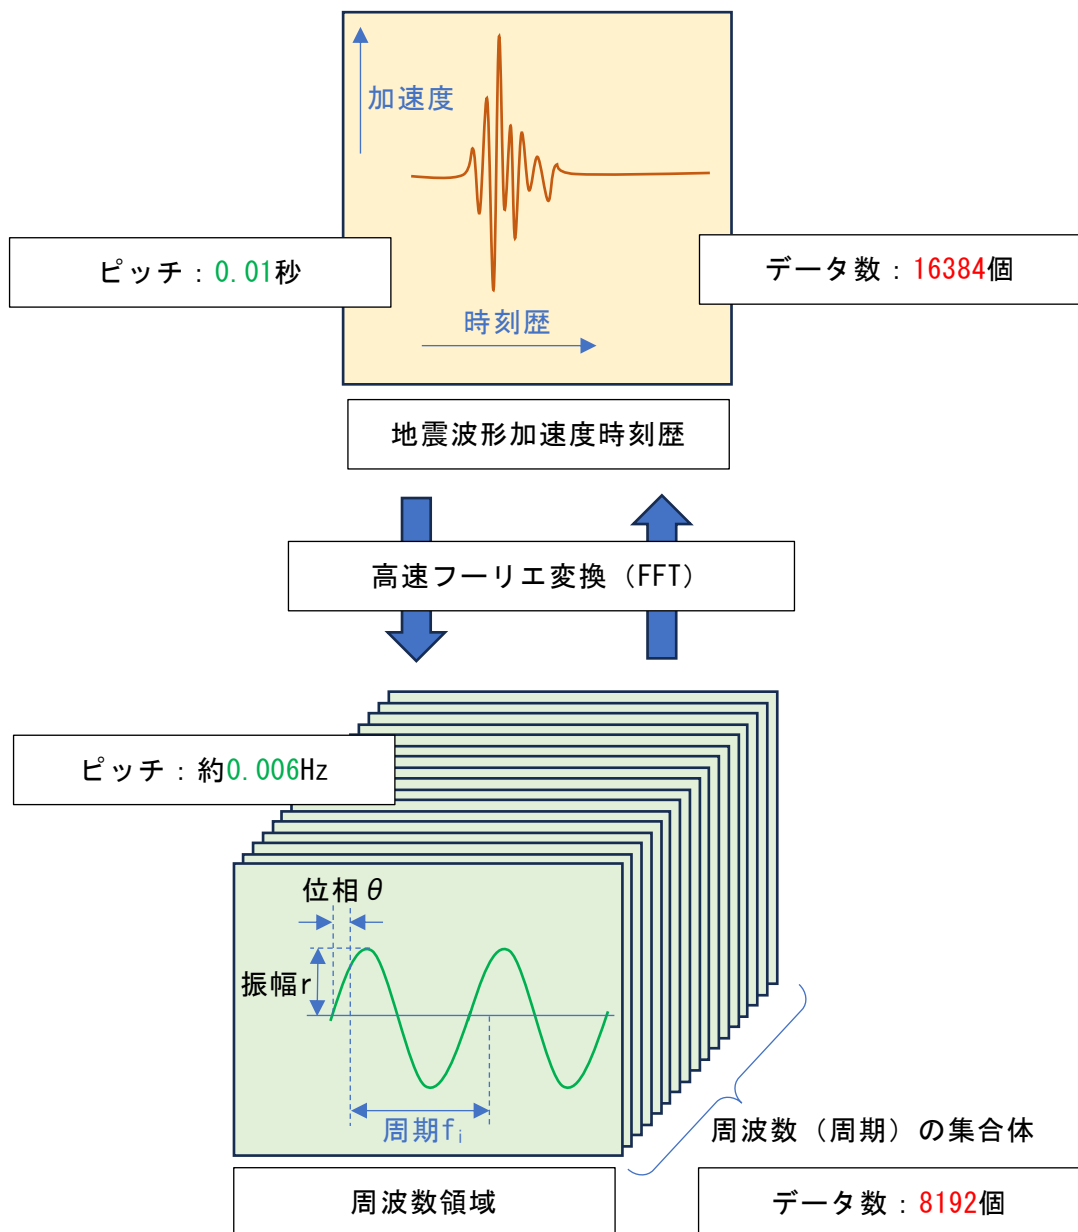 加速度
ピッチ：0.01秒
データ数：16384個
時刻歴
地震波形加速度時刻歴
高速フーリエ変換（FFT）
ピッチ：約0.006Hz
位相θ
振幅r
周期fi
周波数（周期）の集合体
周波数領域
データ数：8192個